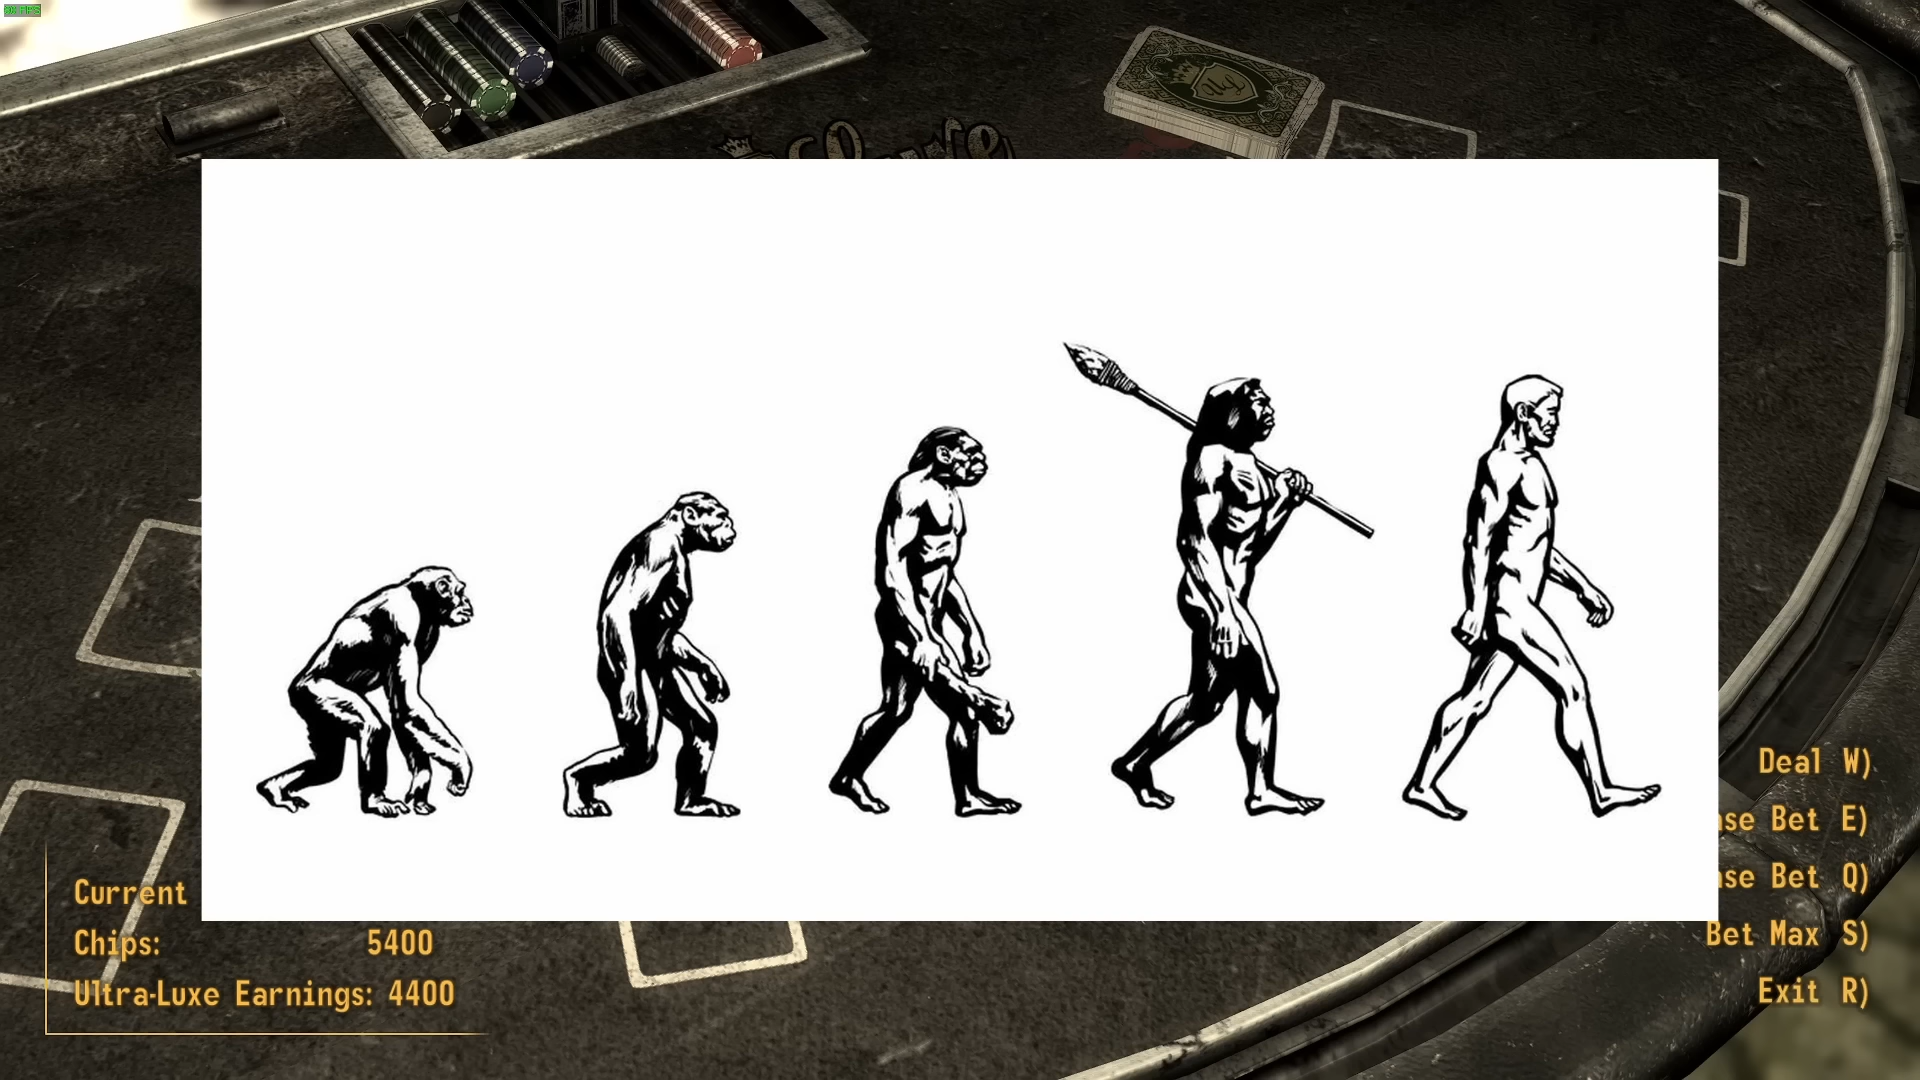 Deal W)
se Bet E)
se Bet Q)
Bet Max S)
Exit R)
Current
Chips: 5400
Ultra-Luxe Earnings: 4400